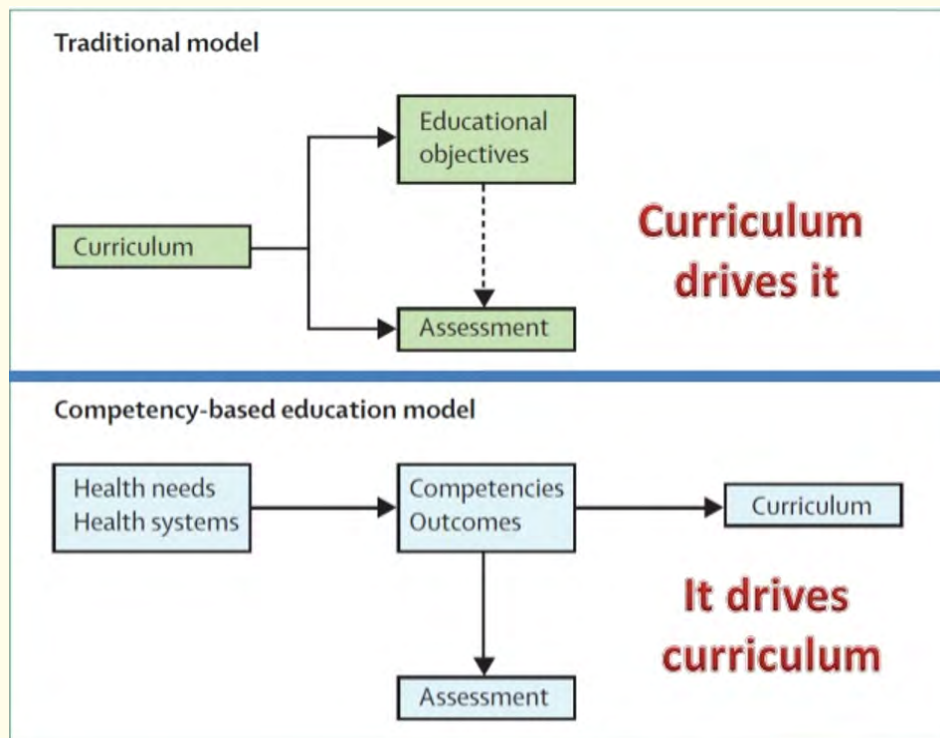 Traditional model
Educational
objectives
Curriculum
Assessment
Curriculum
drives it
Competency-based education model
Health needs
Health systems
Competencies
Outcomes
Curriculum
Assessment
It drives
curriculum